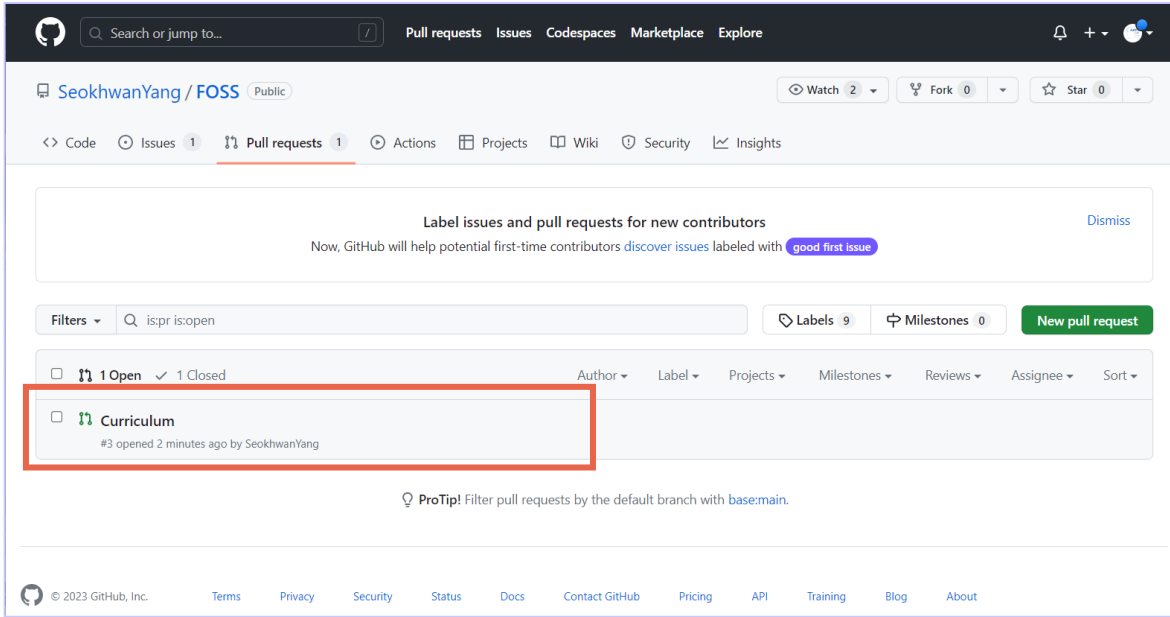 Search or jump to... / Pull requests Issues Codespaces Marketplace Explore
SeokhwanYang / FOSS Public Watch 2 Fork 0 Star 0
Code Issues 1 Pull requests 1 Actions Projects Wiki Security Insights
Label issues and pull requests for new contributors Dismiss
Now, GitHub will help potential first-time contributors discover issues labeled with good first issue
Filters is:pr is:open Labels 9 Milestones 0 New pull request
1 Open 1 Closed Author Label Projects Milestones Reviews Assignee Sort
Curriculum
#3 opened 2 minutes ago by SeokhwanYang
ProTip! Filter pull requests by the default branch with base:main.
© 2023 GitHub, Inc. Terms Privacy Security Status Docs Contact GitHub Pricing API Training Blog About